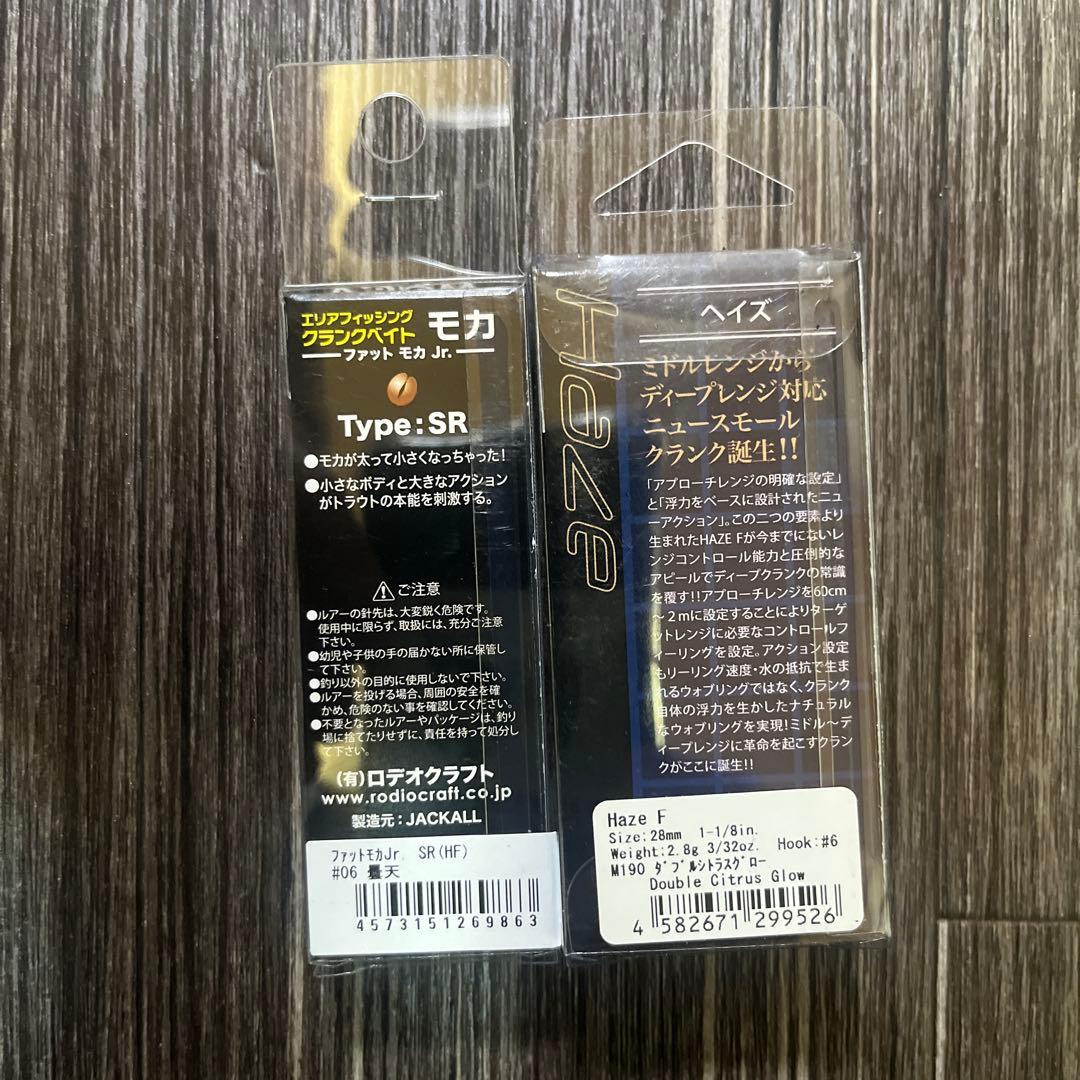 エリアフィッシング
クランクベイト モカ
ファット モカ Jr.
Type:SR
●モカが太って小さくなっちゃった!
●小さなボディと大きなアクション
がトラウトの本能を刺激する。
ご注意
●ルアーの針先は、大変鋭く危険です。
使用中に限らず、取扱には、充分ご注意
下さい。
●幼児や子供の手の届かない所に保管し
て下さい。
●釣り以外の目的に使用しないで下さい。
●ルアーを投げる場合、周囲の安全を確
かめ、危険のない事を確認してください。
●不要となったルアーやパッケージは、釣り
場に捨てたりせずに、責任を持って処分し
て下さい。
(有)ロデオクラフト
www.rodiocraft.co.jp
製造元:JACKALL
ファットモカJr. SR(HF)
#06 曇天
4573151269863
Haze
ヘイズ
ミドルレンジから
ディープレンジ対応
ニュースモール
クランク誕生!!
「アプローチレンジの明確な設定」
と「浮力をベースに設計されたニュ
ーアクション」。この二つの要素より
生まれたHAZE Fが今までにないレ
ンジコントロール能力と圧倒的な
アピールでディープクランクの常識
を覆す!!アプローチレンジを60cm
～2mに設定することによりターゲ
ットレンジに必要なコントロールフ
ィーリングを設定。アクション設定
もリーリング速度・水の抵抗で生ま
れるウォブリングではなく、クランク
自体の浮力を生かしたナチュラル
なウォブリングを実現!ミドル～デ
ィープレンジに革命を起こすクラン
クがここに誕生!!
Haze F
Size:28mm 1-1/8in.
Weight:2.8g 3/32oz. Hook:#6
M190 ﾀﾞﾌﾞﾙｼﾄﾗｽｸﾞﾛｰ
Double Citrus Glow
4 582671 299526